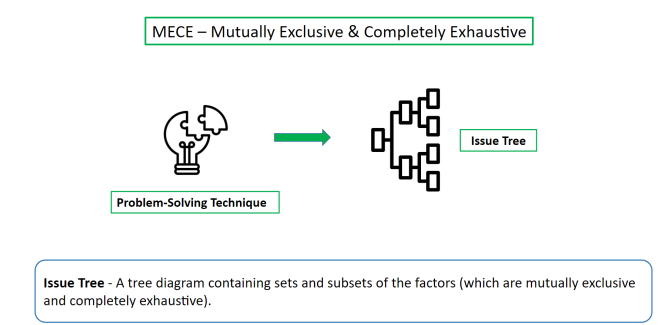 MECE – Mutually Exclusive & Completely Exhaustive
Issue Tree
Problem-Solving Technique
Issue Tree - A tree diagram containing sets and subsets of the factors (which are mutually exclusive
and completely exhaustive).